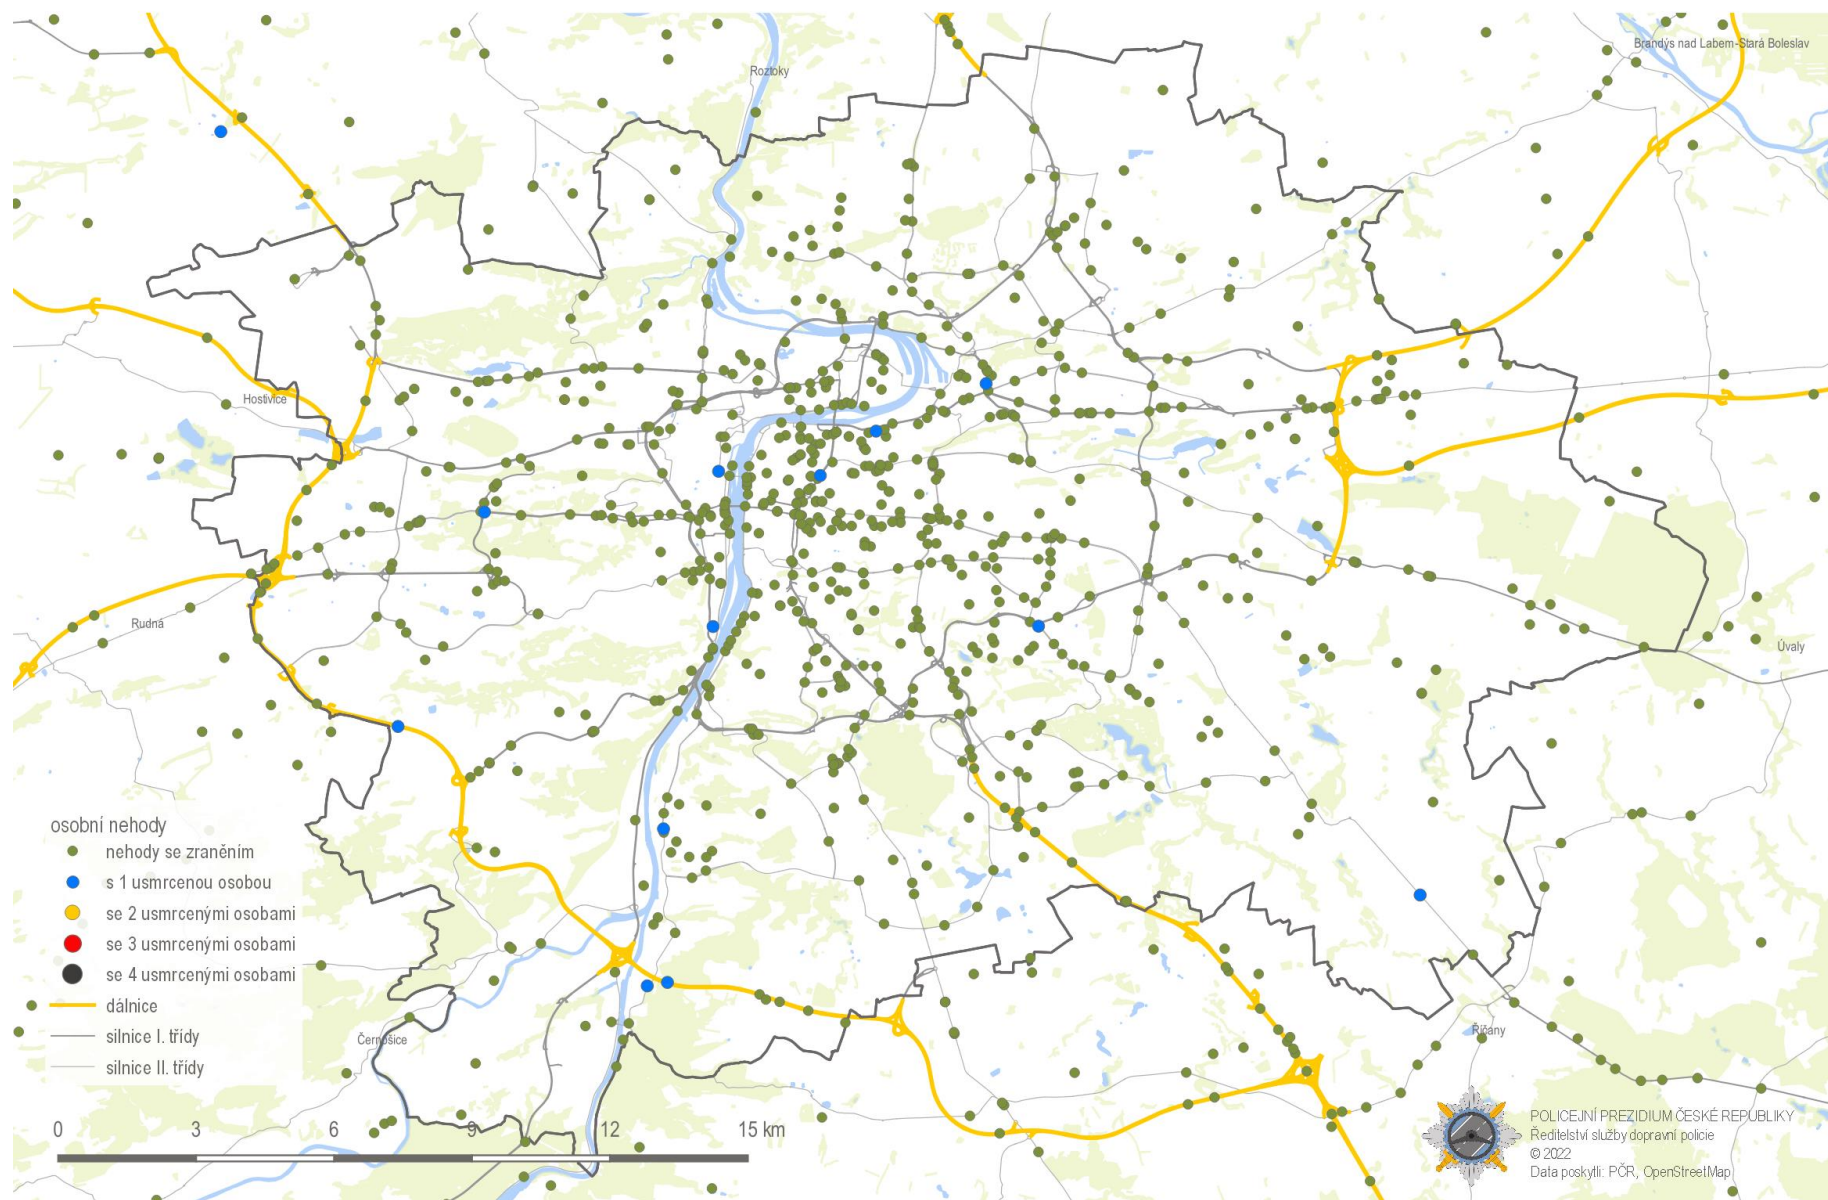 Brandýs nad Labem-Stará Boleslav
Roztoky
Hostivice
Rudná
Úvaly
osobní nehody
nehody se zraněním
s 1 usmrcenou osobou
se 2 usmrcenými osobami
se 3 usmrcenými osobami
se 4 usmrcenými osobami
dálnice
silnice I. třídy
silnice II. třídy
Černošice
Říčany
0 3 6 9 12 15 km
POLICEJNÍ PREZIDIUM ČESKÉ REPUBLIKY
Ředitelství služby dopravní policie
© 2022
Data poskytli: PČR, OpenStreetMap